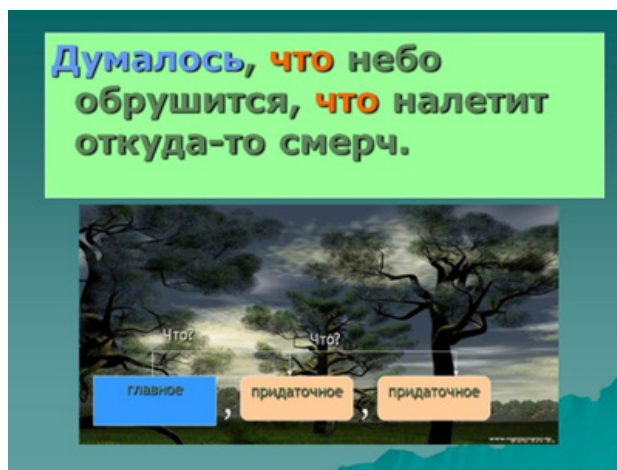 Думалось, что небо
обрушится, что налетит
откуда-то смерч.
Что? Что?
главное , придаточное , придаточное